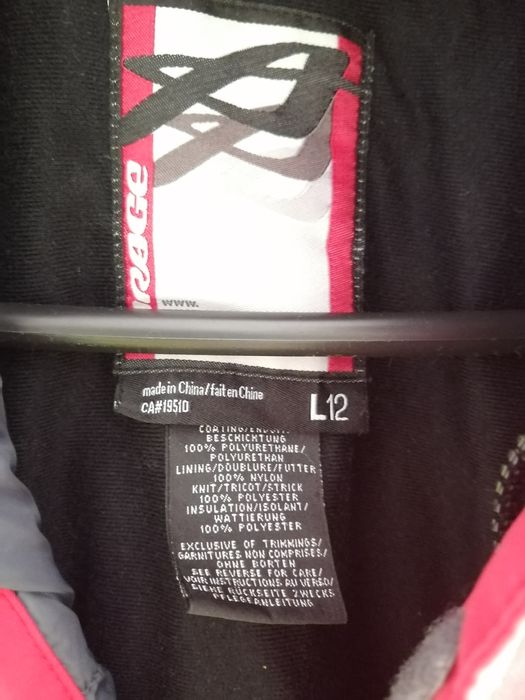 www.
made in China/fait en Chine
CA#19510
L12
BESCHICHTUNG
100% POLYURETHANE/
POLYURETHAN
LINING/DOUBLURE/FUTTER
100% NYLON
KNIT/TRICOT/STRICK
100% POLYESTER
INSULATION/ISOLANT/
WATTIERUNG
100% POLYESTER
EXCLUSIVE OF TRIMMINGS/
GARNITURES NON COMPRISES/
OHNE BORTEN
SEE REVERSE FOR CARE/
VOIR INSTRUCTIONS AU VERSO/
SIEHE RÜCKSEITE ZWECKS
PFLEGEANLEITUNG